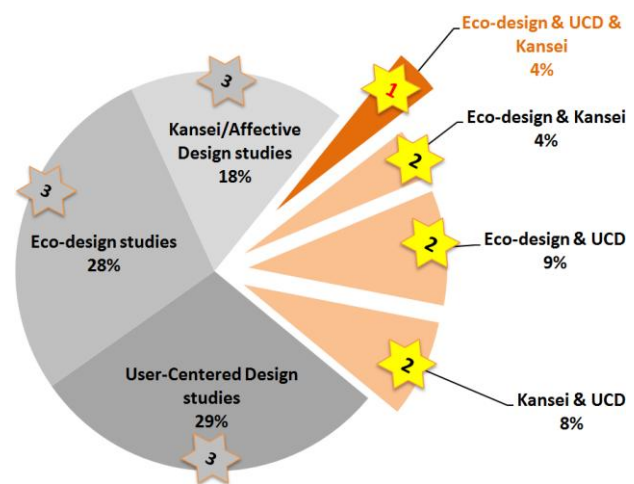 Eco-design & UCD &
Kansei
4%
1
3
Kansei/Affective
Design studies
18%
Eco-design & Kansei
4%
2
3
Eco-design studies
28%
2
Eco-design & UCD
9%
User-Centered Design
studies
29%
3
2
Kansei & UCD
8%